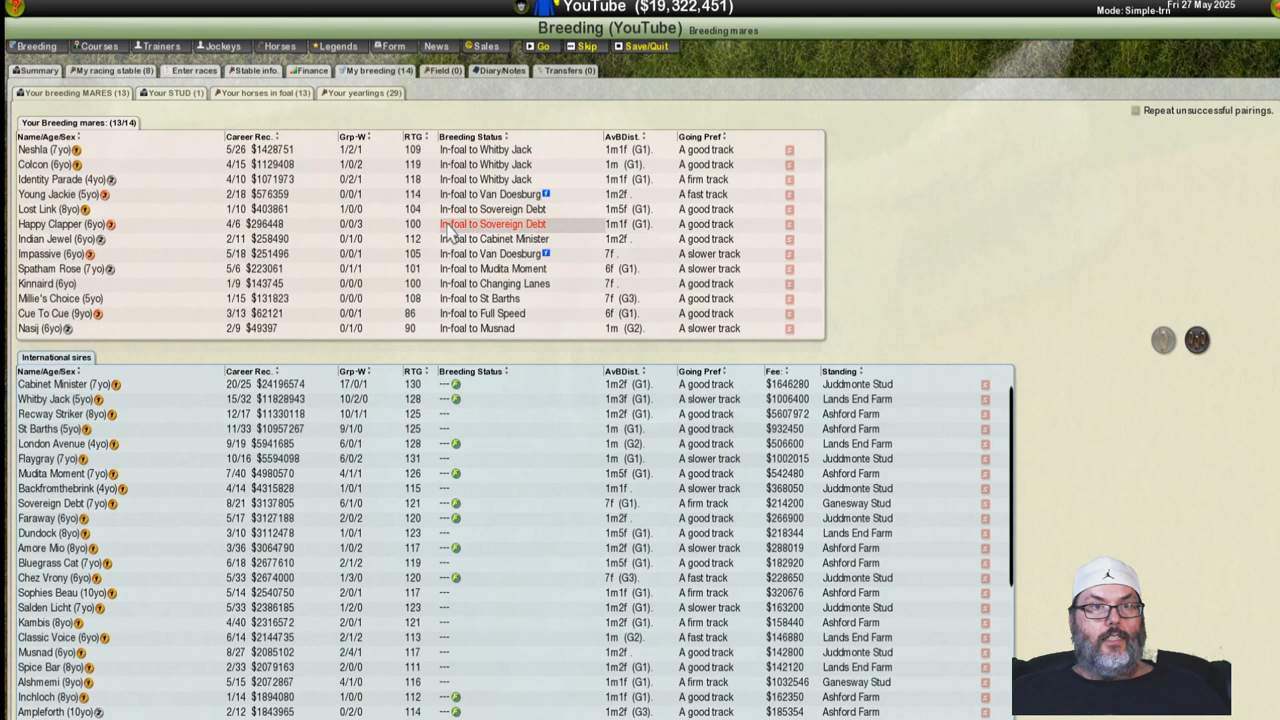 YouTube ($19,322,451)
Mode: Simple-trn Fri 27 May 2025
Breeding (YouTube) Breeding mares
Breeding Courses Trainers Jockeys Horses Legends Form News Sales Go Skip Save/Quit
Summary My racing stable (8) Enter races Stable info. Finance My breeding (14) Field (0) Diary/Notes Transfers (0)
Your breeding MARES (13) Your STUD (1) Your horses in foal (13) Your yearlings (29)
Repeat unsuccessful pairings.
Your Breeding mares: (13/14)
Name/Age/Sex Career Rec. Grp-W RTG Breeding Status AvBDist. Going Pref
Neshla (7yo) 5/26 $1428751 1/2/1 109 In-foal to Whitby Jack 1m1f (G1). A good track
Colcon (6yo) 4/15 $1129408 1/0/2 119 In-foal to Whitby Jack 1m (G1). A good track
Identity Parade (4yo) 4/10 $1071973 0/2/1 118 In-foal to Whitby Jack 1m1f (G1). A firm track
Young Jackie (5yo) 2/18 $576359 0/0/1 114 In-foal to Van Doesburg 1m2f . A fast track
Lost Link (8yo) 1/10 $403861 1/0/0 104 In-foal to Sovereign Debt 1m5f (G1). A good track
Happy Clapper (6yo) 4/6 $296448 0/0/3 100 In-foal to Sovereign Debt 1m1f (G1). A good track
Indian Jewel (6yo) 2/11 $258490 0/1/0 112 In-foal to Cabinet Minister 1m2f . A good track
Impassive (6yo) 5/18 $251496 0/0/1 105 In-foal to Van Doesburg 7f . A slower track
Spatham Rose (7yo) 5/6 $223061 0/1/1 101 In-foal to Mudita Moment 6f (G1). A slower track
Kinnaird (6yo) 1/9 $143745 0/0/0 100 In-foal to Changing Lanes 7f . A good track
Millie's Choice (5yo) 1/15 $131823 0/0/0 108 In-foal to St Barths 7f (G3). A good track
Cue To Cue (9yo) 3/13 $62121 0/0/1 86 In-foal to Full Speed 6f (G1). A good track
Nasij (6yo) 2/9 $49397 0/1/0 90 In-foal to Musnad 1m (G2). A slower track
International sires
Name/Age/Sex Career Rec. Grp-W RTG Breeding Status AvBDist. Going Pref Fee: Standing
Cabinet Minister (7yo) 20/25 $24196574 17/0/1 130 --- 1m2f (G1). A good track $1646280 Juddmonte Stud
Whitby Jack (5yo) 15/32 $11828943 10/2/0 128 --- 1m3f (G1). A slower track $1006400 Lands End Farm
Recway Striker (8yo) 12/17 $11330118 10/1/1 125 --- 1m2f (G1). A good track $5607972 Ashford Farm
St Barths (5yo) 11/33 $10957267 9/1/0 125 --- 1m (G1). A good track $932450 Ashford Farm
London Avenue (4yo) 9/19 $5941685 6/0/1 128 --- 1m (G2). A good track $506600 Lands End Farm
Flaygray (7yo) 10/16 $5594098 6/0/2 131 --- 1m (G1). A slower track $1002015 Juddmonte Stud
Mudita Moment (7yo) 7/40 $4980570 4/1/1 126 --- 1m5f (G1). A good track $542480 Ashford Farm
Backfromthebrink (4yo) 4/14 $4315828 1/1/0 115 --- 1m1f . A slower track $368050 Juddmonte Stud
Sovereign Debt (7yo) 8/21 $3137805 6/1/0 121 --- 7f (G1). A firm track $214200 Ganesway Stud
Faraway (6yo) 5/17 $3127188 2/0/2 120 --- 1m2f . A good track $266900 Juddmonte Stud
Dundock (8yo) 3/10 $3112478 0/1/1 123 --- 1m5f (G1). A good track $218344 Ashford Farm
Amore Mio (8yo) 3/36 $3064790 1/0/2 117 --- 1m2f (G1). A slower track $288019 Ashford Farm
Bluegrass Cat (7yo) 6/18 $2677610 2/1/2 119 --- 1m5f (G1). A good track $182920 Ashford Farm
Chez Vrony (6yo) 5/33 $2674000 1/3/0 120 --- 7f (G3). A fast track $228650 Juddmonte Stud
Sophies Beau (10yo) 5/14 $2540750 2/0/1 117 --- 1m1f (G1). A firm track $320676 Ashford Farm
Salden Licht (7yo) 5/33 $2386185 1/2/0 123 --- 1m2f (G1). A slower track $163200 Juddmonte Stud
Kambis (8yo) 4/40 $2316572 2/0/1 121 --- 1m2f (G1). A firm track $158440 Ashford Farm
Classic Voice (6yo) 6/14 $2144735 2/1/2 113 --- 1m (G2). A fast track $146880 Lands End Farm
Musnad (6yo) 8/27 $2085102 2/4/1 117 --- 1m2f . A good track $142800 Juddmonte Stud
Spice Bar (8yo) 2/33 $2079163 2/0/0 111 --- 1m2f (G1). A good track $142120 Lands End Farm
Alshmemi (9yo) 5/15 $2072867 4/1/0 116 --- 1m1f (G1). A firm track $1032546 Ganesway Stud
Inchloch (8yo) 1/14 $1894080 1/0/0 112 --- 1m1f (G1). A good track $162350 Ashford Farm
Ampleforth (10yo) 2/12 $1843965 0/2/0 114 --- 1m2f (G3). A good track $185354 Ashford Farm